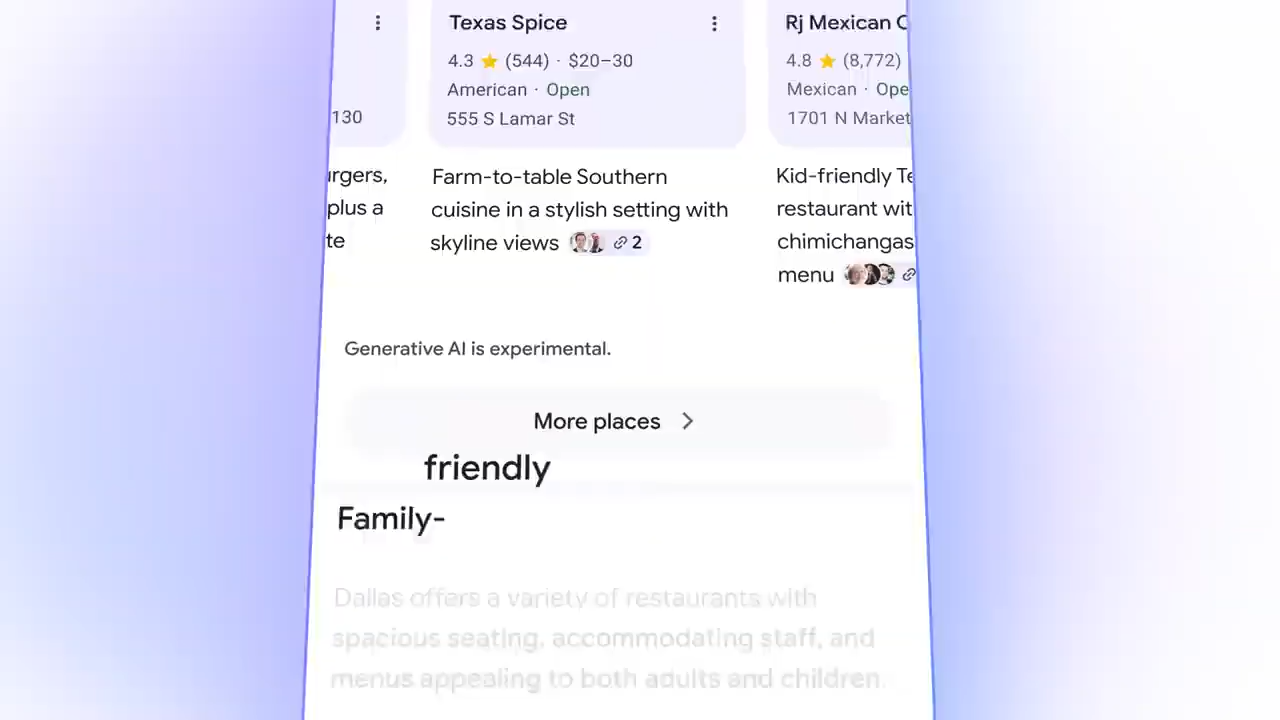 Texas Spice
4.3 ★ (544) · $20–30
American · Open
555 S Lamar St
Farm-to-table Southern
cuisine in a stylish setting with
skyline views 2
Rj Mexican
4.8 ★ (8,772)
Mexican · Ope
1701 N Market
Kid-friendly
restaurant wit
chimichangas
menu
130
urgers,
plus a
te
Generative AI is experimental.
More places
friendly
Family-
Dallas offers a variety of restaurants with
spacious seating, accommodating staff, and
menus appealing to both adults and children.